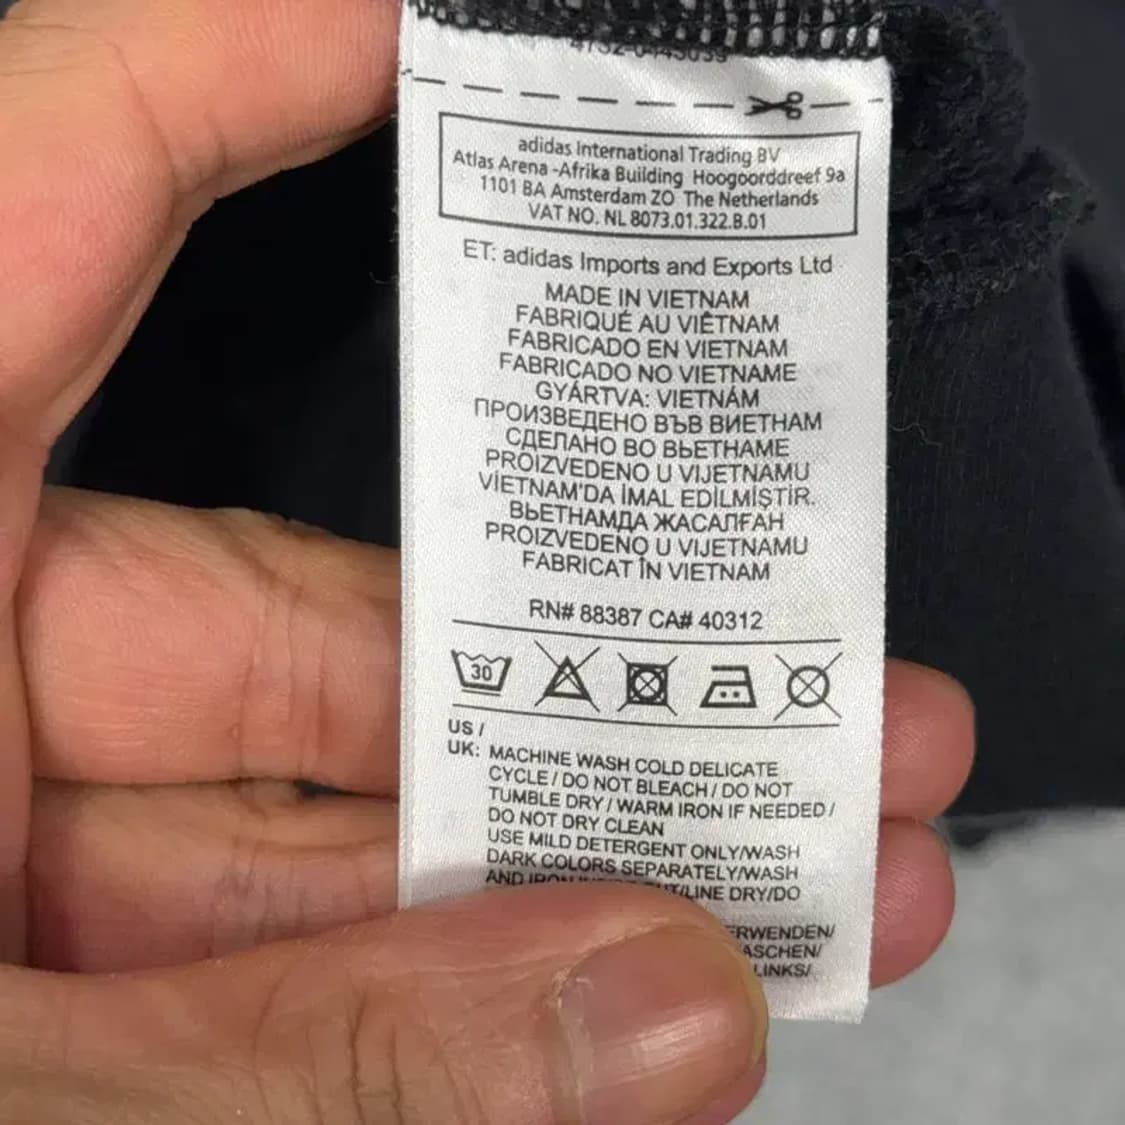 adidas International Trading BV
Atlas Arena -Afrika Building Hoogoorddreef 9a
1101 BA Amsterdam ZO The Netherlands
VAT NO. NL 8073.01.322.B.01
ET: adidas Imports and Exports Ltd
MADE IN VIETNAM
FABRIQUÉ AU VIÊTNAM
FABRICADO EN VIETNAM
FABRICADO NO VIETNAME
GYÁRTVA: VIETNÁM
ПРОИЗВЕДЕНО ВЪВ ВИЕТНАМ
СДЕЛАНО ВО ВЬЕТНАМЕ
PROIZVEDENO U VIJETNAMU
VİETNAM'DA İMAL EDİLMİŞTİR.
ВЬЕТНАМДА ЖАСАЛҒАН
PROIZVEDENO U VIJETNAMU
FABRICAT ÎN VIETNAM
RN# 88387 CA# 40312
30
US /
UK: MACHINE WASH COLD DELICATE
CYCLE / DO NOT BLEACH / DO NOT
TUMBLE DRY / WARM IRON IF NEEDED /
DO NOT DRY CLEAN
USE MILD DETERGENT ONLY/WASH
DARK COLORS SEPARATELY/WASH
AND /LINE DRY/DO